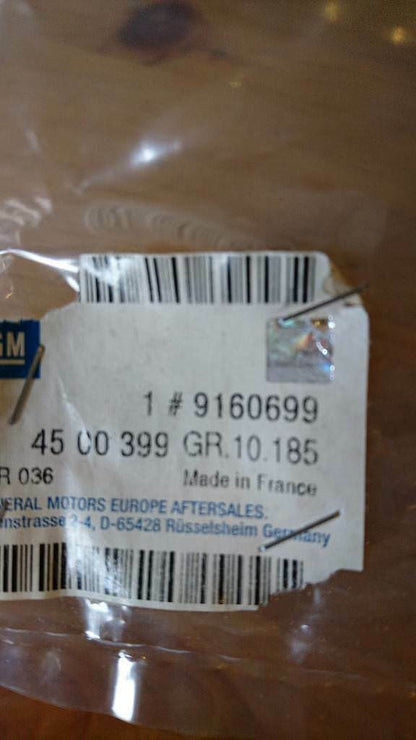 GM
1 # 9160699
45 00 399 GR.10.185
R 036 Made in France
ERAL MOTORS EUROPE AFTERSALES.
nstrasse 2-4, D-65428 Rüsselsheim Germany